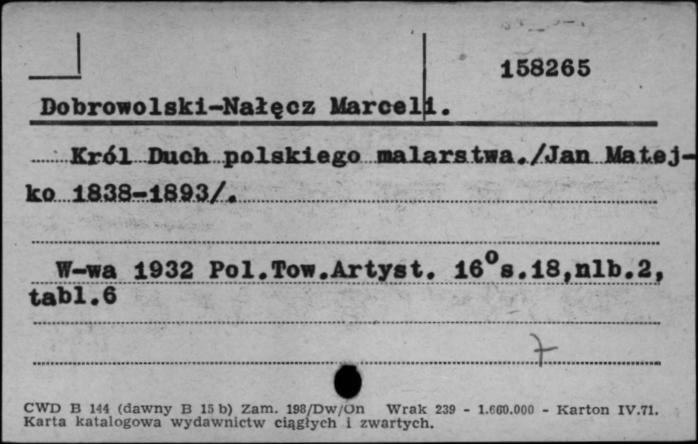 158265
Dobrowolski-Nałęcz Marceli.
Król Duch polskiego malarstwa./Jan Matej-
ko 1838-1893/.
W-wa 1932 Pol.Tow.Artyst. 16°s.18,nlb.2,
tabl.6
7
CWD B 144 (dawny B 15 b) Zam. 198/Dw/On Wrak 239 - 1.660.000 - Karton IV.71.
Karta katalogowa wydawnictw ciągłych i zwartych.